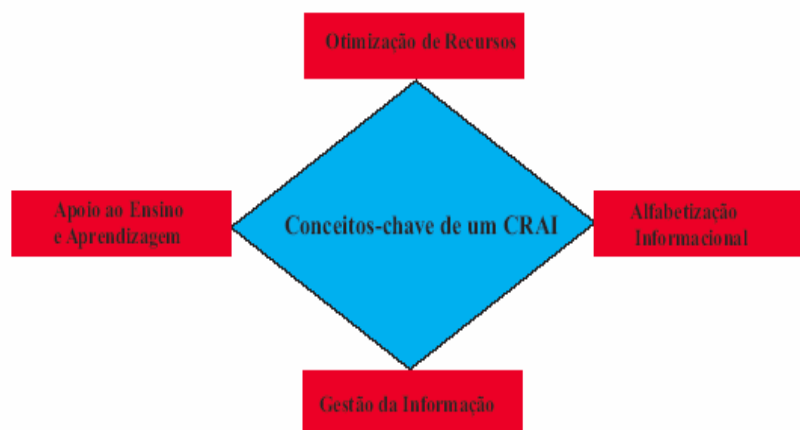 Otimização de Recursos
Apoio ao Ensino
e Aprendizagem
Conceitos-chave de um CRAI
Alfabetização
Informacional
Gestão da Informação